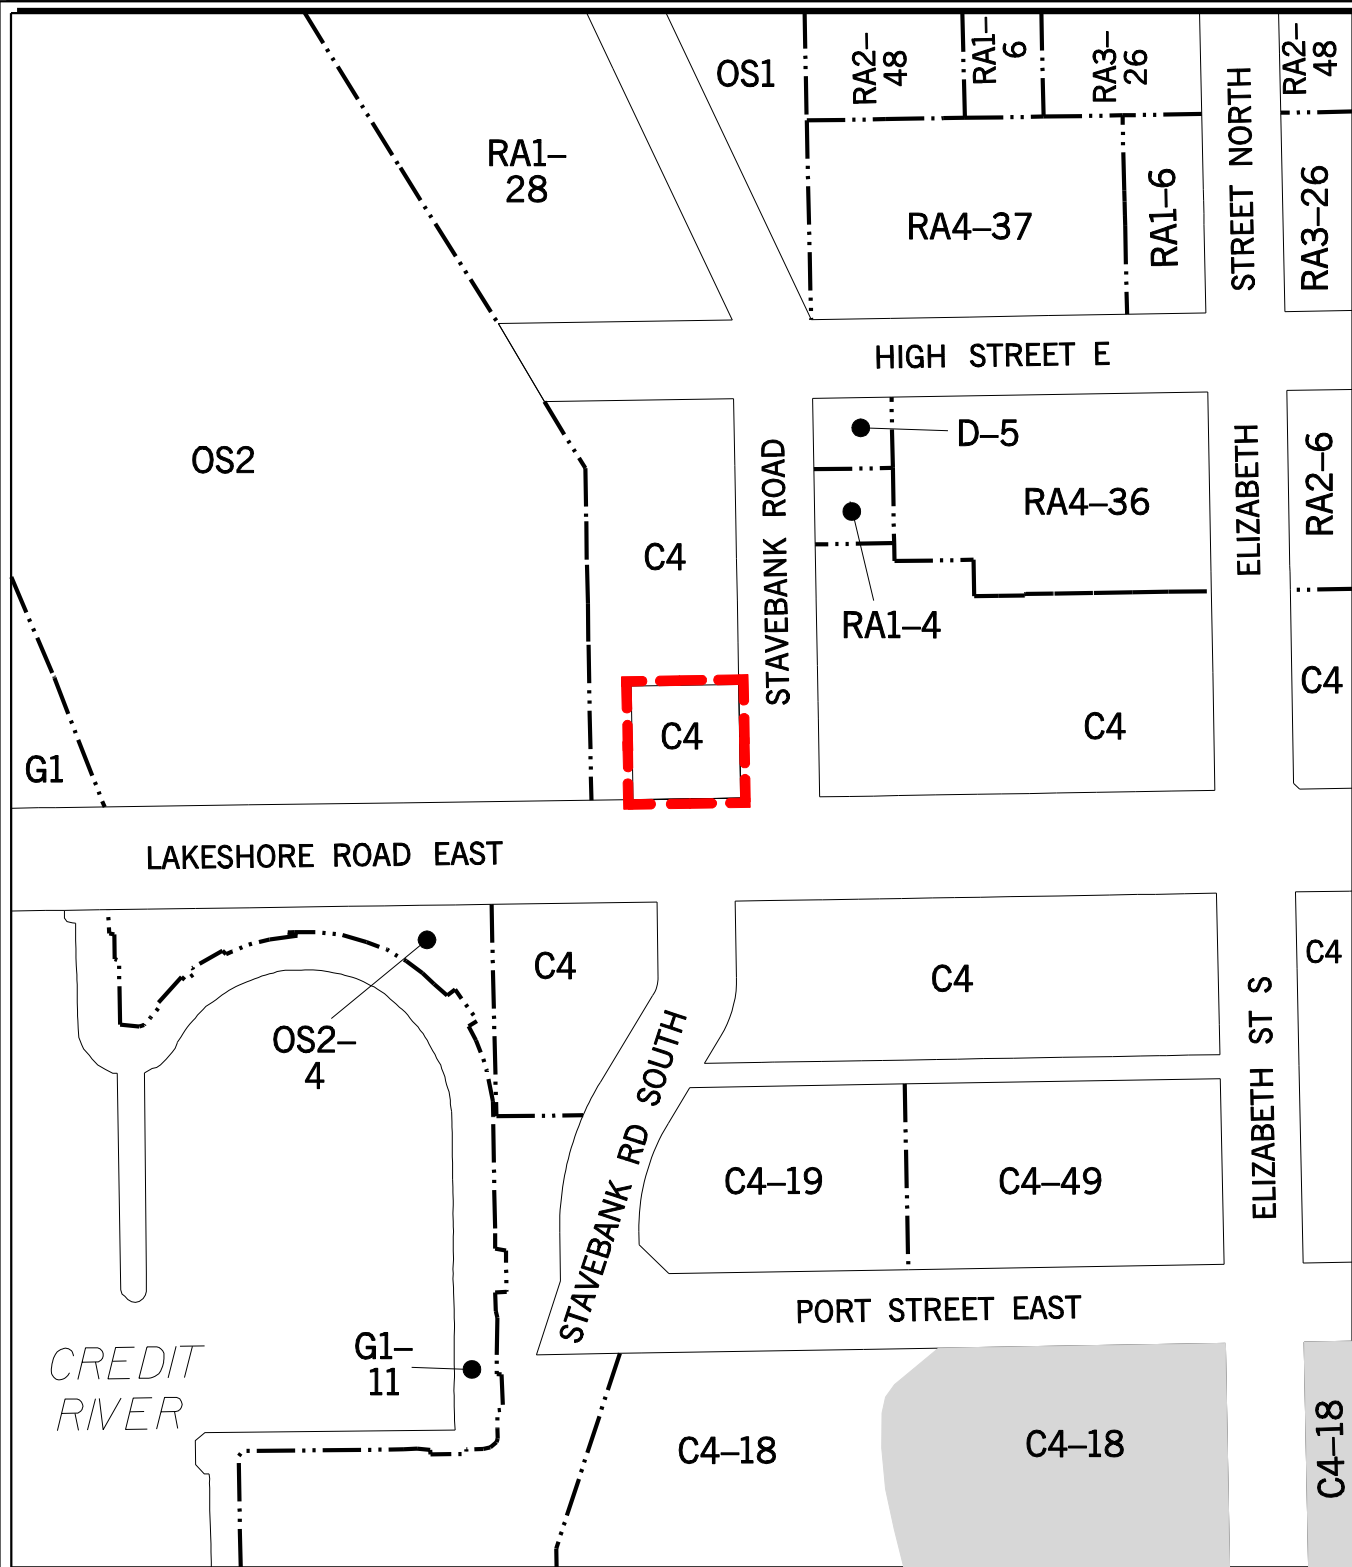 OS1
RA2–
48
RA1–
6
RA3–
26
RA2–
48
RA1–
28
RA4–37
RA1–6
STREET NORTH
RA3–26
HIGH STREET E
OS2
D–5
RA4–36
STAVEBANK ROAD
ELIZABETH
RA2–6
C4
RA1–4
C4
C4
C4
G1
LAKESHORE ROAD EAST
C4
C4
C4
OS2–
4
STAVEBANK RD SOUTH
ELIZABETH ST S
C4–19
C4–49
PORT STREET EAST
G1–
11
CREDIT
RIVER
C4–18
C4–18
C4–18